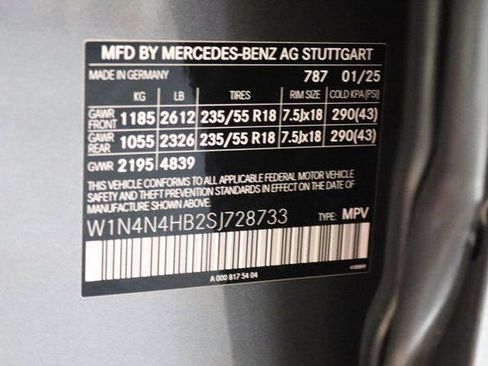 MFD BY MERCEDES-BENZ AG STUTTGART
MADE IN GERMANY 787 01/25
KG LB TIRES RIM SIZE COLD KPA (PSI)
GAWR FRONT 1185 2612 235/55 R18 7.5Jx18 290(43)
GAWR REAR 1055 2326 235/55 R18 7.5Jx18 290(43)
GVWR 2195 4839
THIS VEHICLE CONFORMS TO ALL APPLICABLE FEDERAL MOTOR VEHICLE
SAFETY AND THEFT PREVENTION STANDARDS IN EFFECT ON THE DATE OF
MANUFACTURE SHOWN ABOVE.
W1N4N4HB2SJ728733 TYPE: MPV
A 000 817 54 04